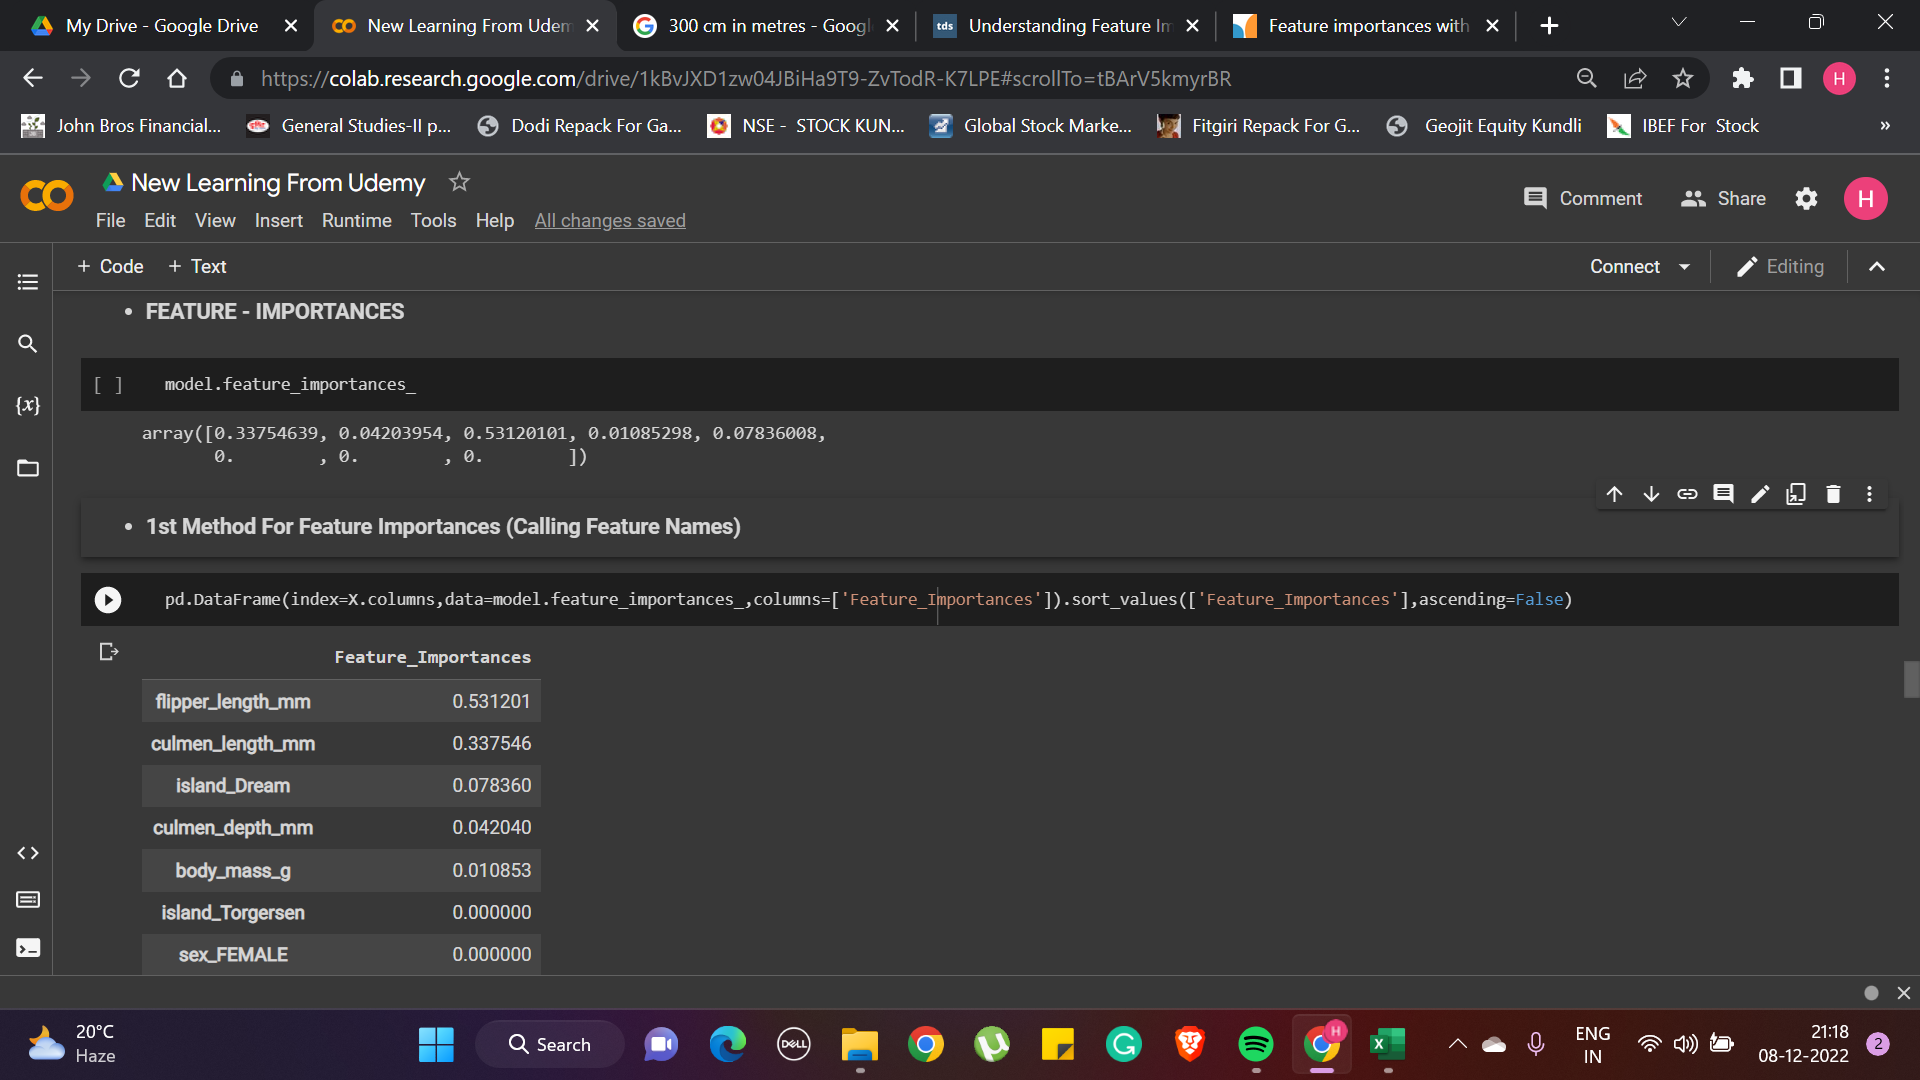 My Drive - Google Drive
New Learning From Udem
300 cm in metres - Googl
tds
Understanding Feature Im
Feature importances with
https://colab.research.google.com/drive/1kBvJXD1zw04JBiHa9T9-ZvTodR-K7LPE#scrollTo=tBArV5kmyrBR
H
John Bros Financial...
General Studies-II p...
Dodi Repack For Ga...
NSE - STOCK KUN...
Global Stock Marke...
Fitgiri Repack For G...
Geojit Equity Kundli
IBEF For Stock
»
New Learning From Udemy
Comment
Share
H
File Edit View Insert Runtime Tools Help All changes saved
+ Code + Text
Connect
Editing
• FEATURE - IMPORTANCES
[ ] model.feature_importances_
array([0.33754639, 0.04203954, 0.53120101, 0.01085298, 0.07836008,
0. , 0. , 0. ])
{x}
• 1st Method For Feature Importances (Calling Feature Names)
pd.DataFrame(index=X.columns,data=model.feature_importances_,columns=['Feature_Importances']).sort_values(['Feature_Importances'],ascending=False)
Feature_Importances
flipper_length_mm 0.531201
culmen_length_mm 0.337546
island_Dream 0.078360
culmen_depth_mm 0.042040
body_mass_g 0.010853
island_Torgersen 0.000000
sex_FEMALE 0.000000
20°C
Haze
Search
DELL
H
ENG
IN
21:18
08-12-2022
2